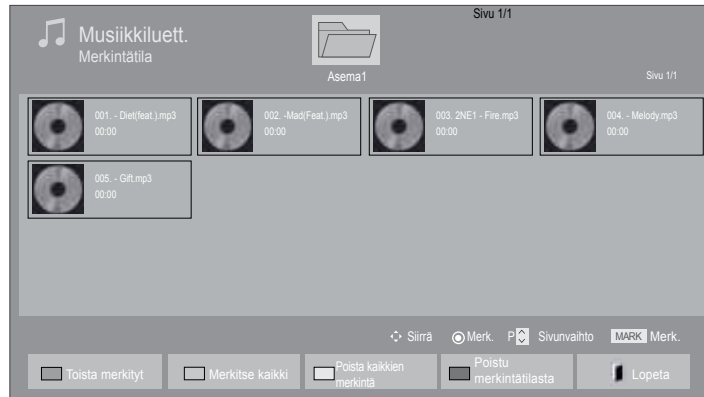 Sivu 1/1
Musiikkiluett.
Merkintätila
Asema1
Sivu 1/1
001. - Diet(feat.).mp3
00:00
002. -Mad(Feat.).mp3
00:00
003. 2NE1 - Fire.mp3
00:00
004. - Melody.mp3
00:00
005. - Gift.mp3
00:00
Siirrä
Merk.
P
Sivunvaihto
MARK Merk.
Toista merkityt
Merkitse kaikki
Poista kaikkien
merkintä
Poistu
merkintätilasta
Lopeta